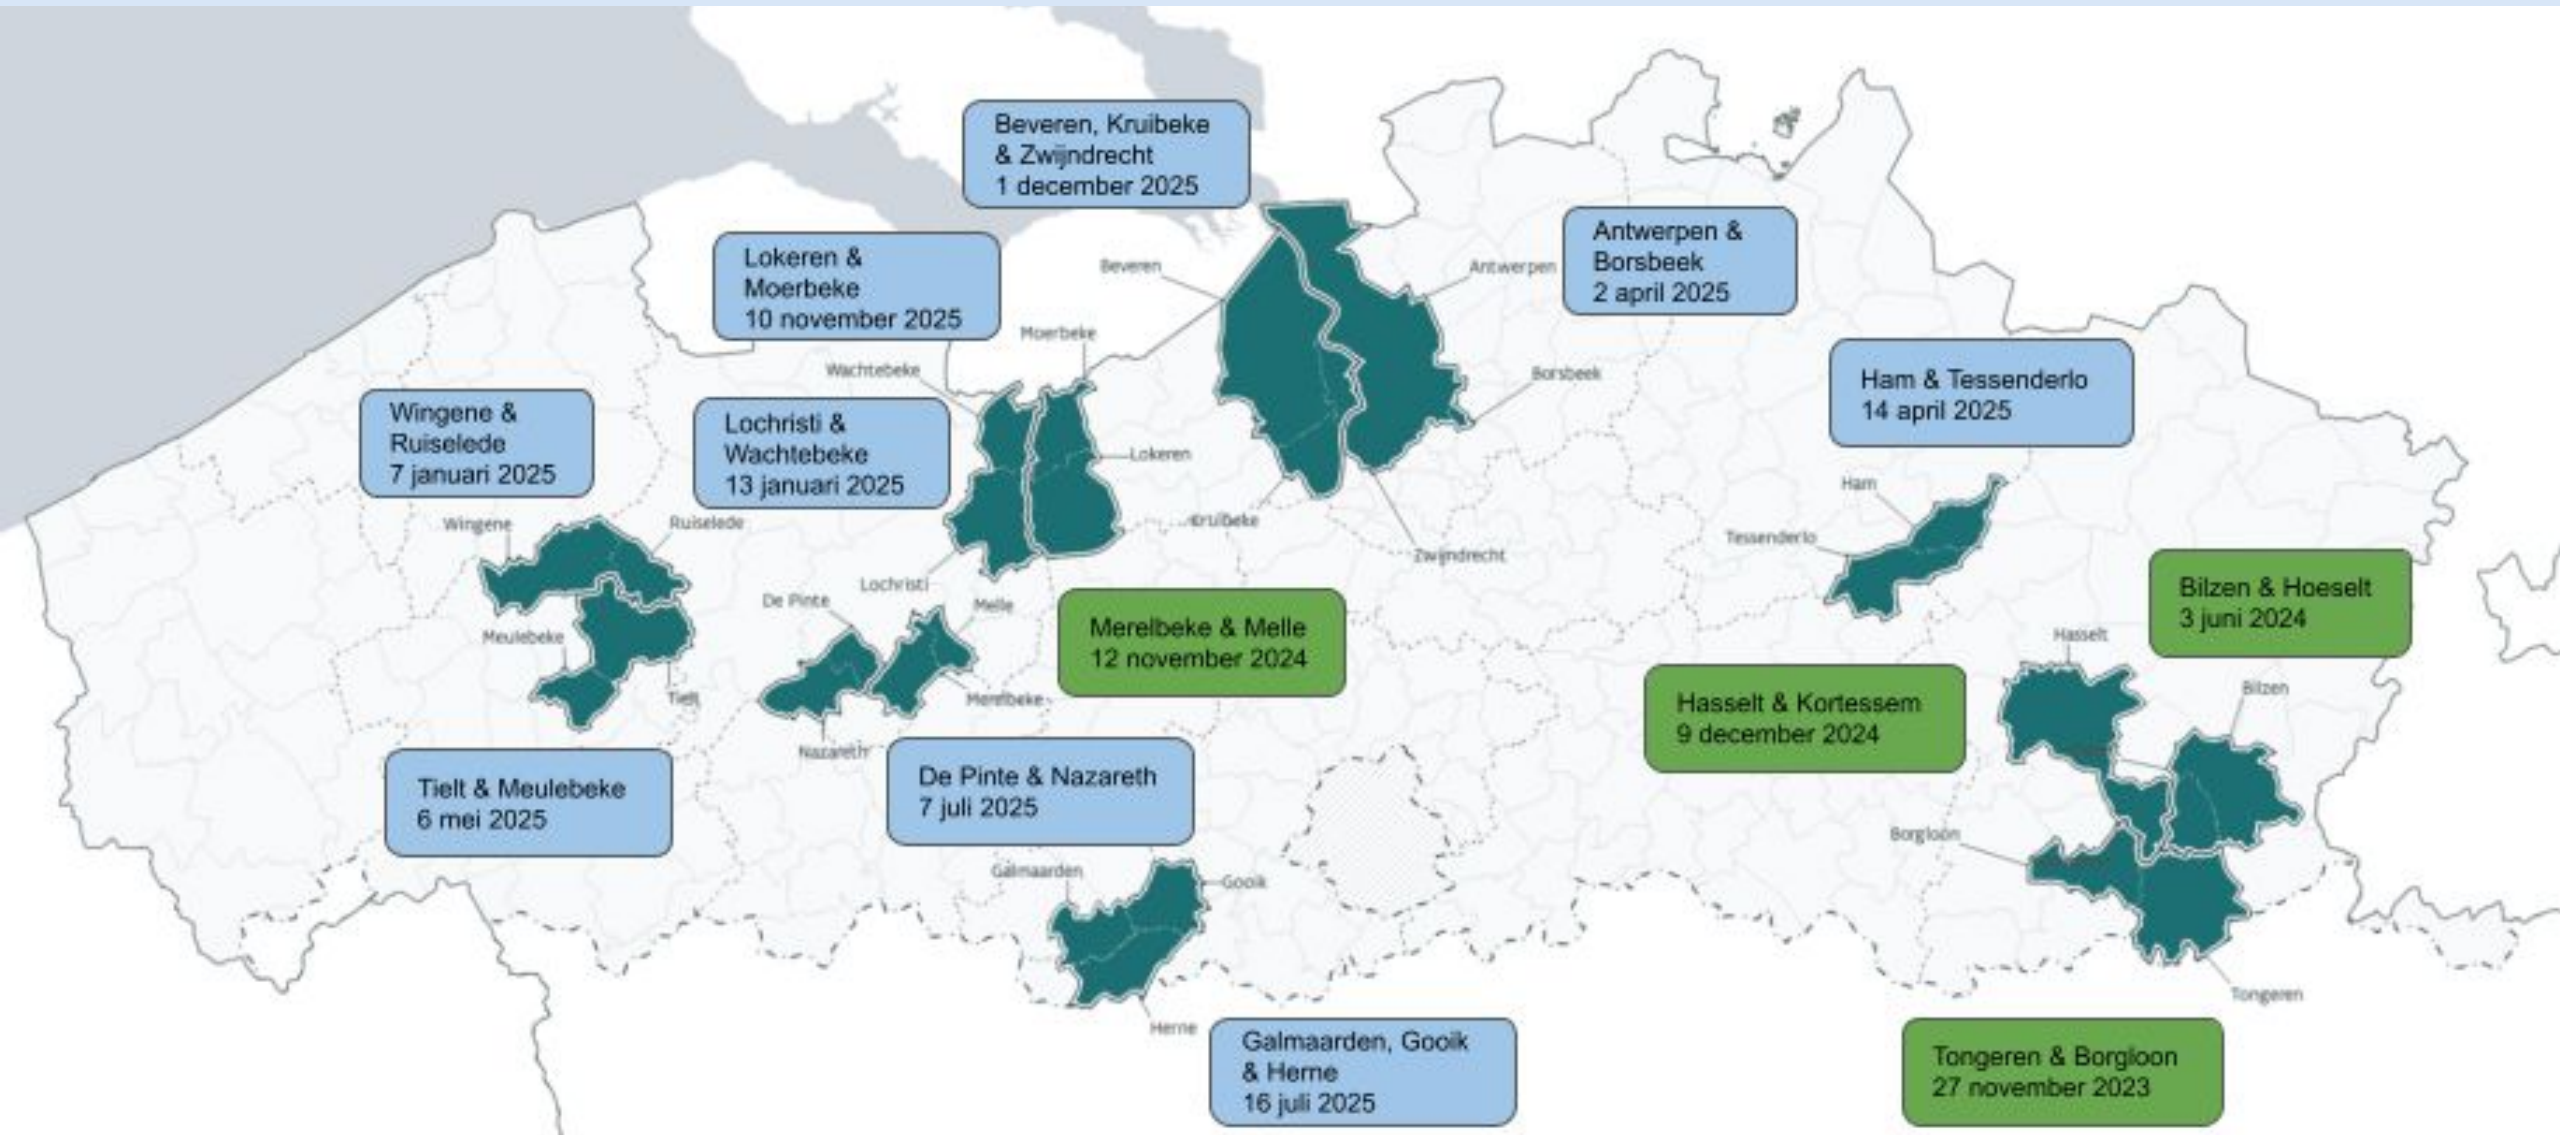 Beveren, Kruibeke
& Zwijndrecht
1 december 2025
Antwerpen &
Borsbeek
2 april 2025
Lokeren &
Moerbeke
10 november 2025
Beveren
Antwerpen
Moerbeke
Wachtebeke
Borsbeek
Ham & Tessenderlo
14 april 2025
Wingene &
Ruiselede
7 januari 2025
Lochristi &
Wachtebeke
13 januari 2025
Lokeren
Ham
Wingene
Ruiselede
Kruibeke
Tessenderlo
Zwijndrecht
Lochristi
De Pinte
Melle
Merelbeke & Melle
12 november 2024
Bilzen & Hoeselt
3 juni 2024
Meulebeke
Hasselt
Tielt
Merelbeke
Bilzen
Hasselt & Kortessem
9 december 2024
Nazareth
Tielt & Meulebeke
6 mei 2025
De Pinte & Nazareth
7 juli 2025
Borgloon
Galmaarden
Gooik
Tongeren
Herne
Galmaarden, Gooik
& Herne
16 juli 2025
Tongeren & Borgloon
27 november 2023